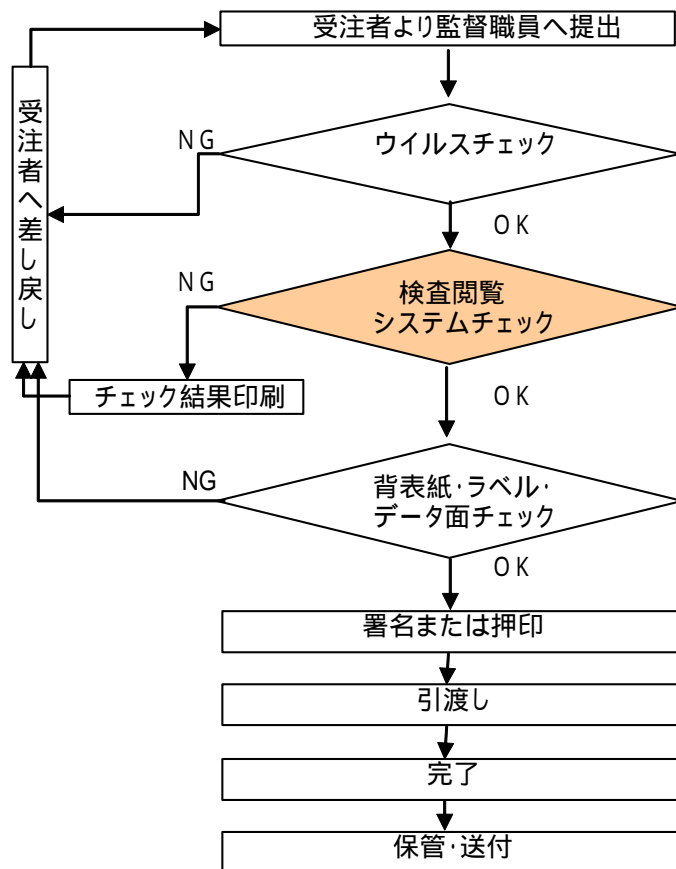 受注者より監督職員へ提出
受注者へ差し戻し
ウイルスチェック
NG
OK
検査閲覧
システムチェック
NG
チェック結果印刷
OK
背表紙･ラベル･
データ面チェック
NG
OK
署名または押印
引渡し
完了
保管･送付